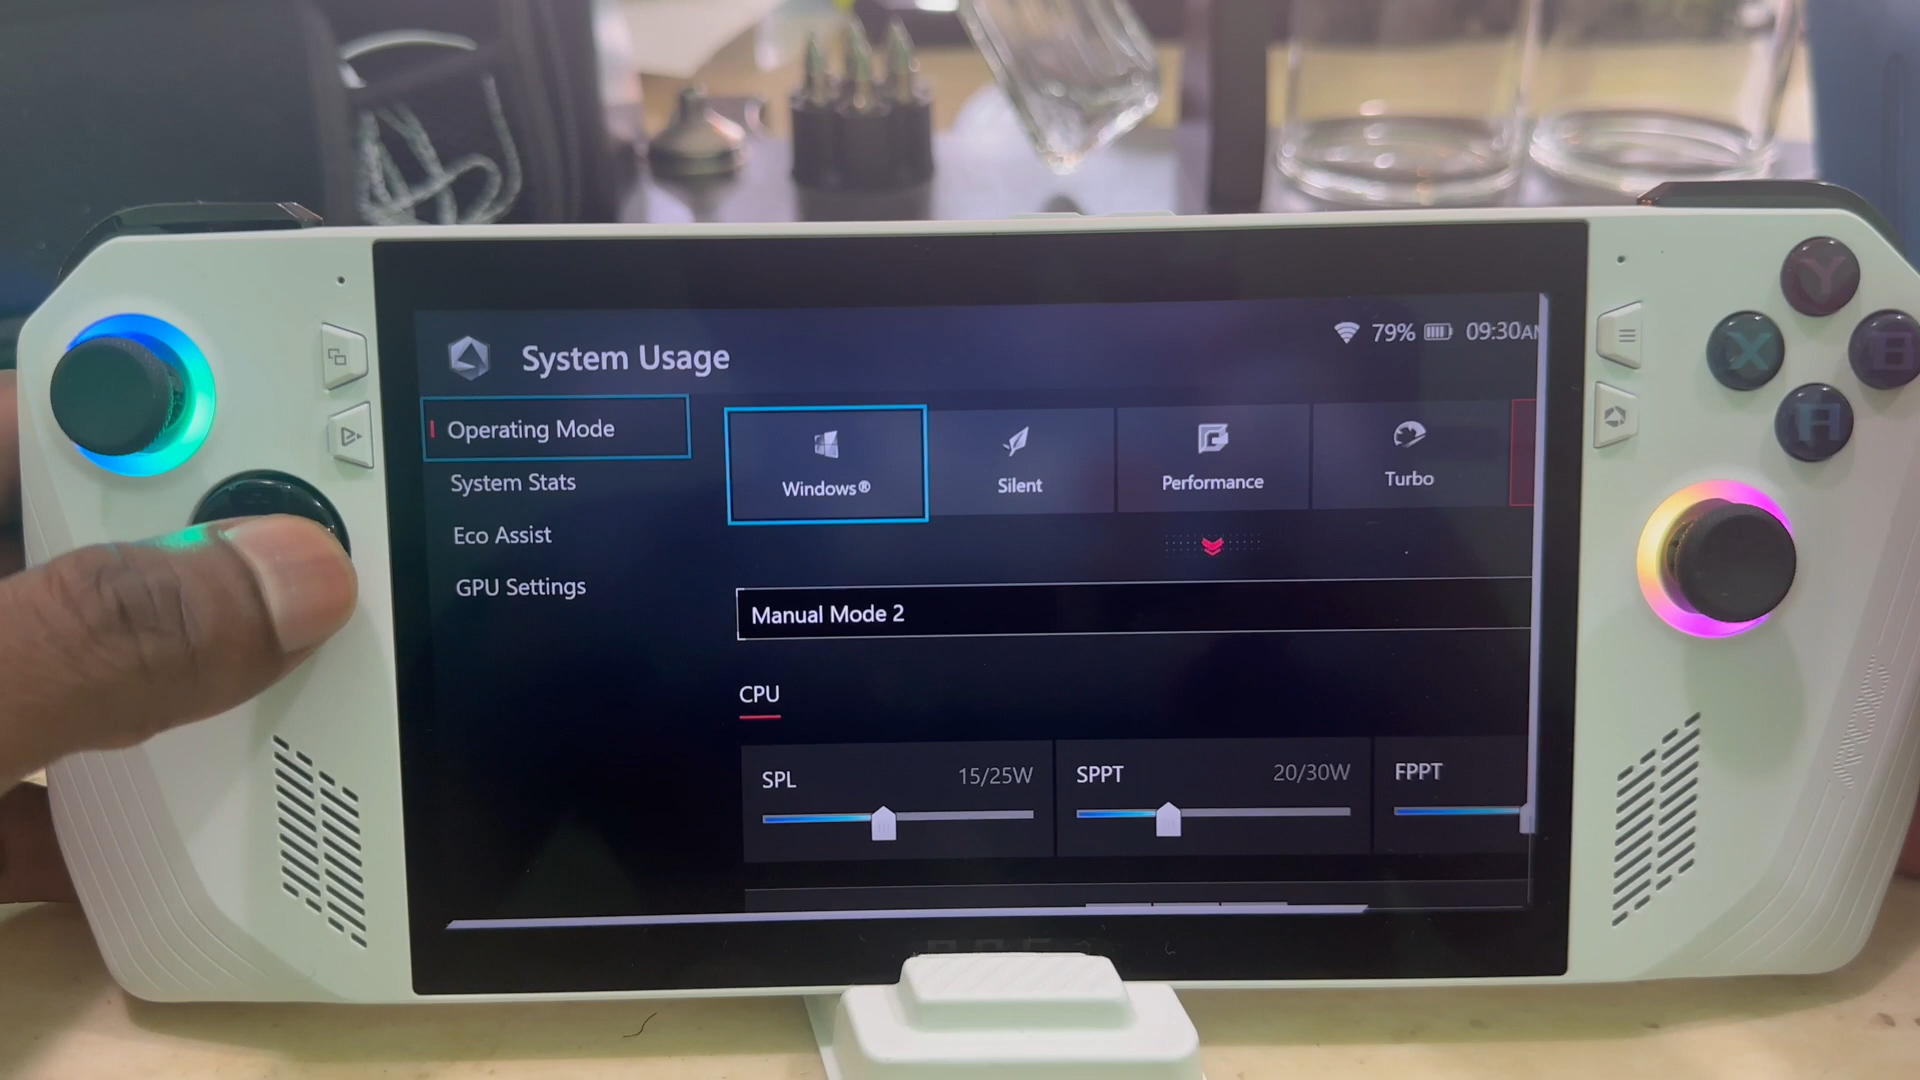 System Usage
79%
09:30AM
Operating Mode
System Stats
Eco Assist
GPU Settings
Windows®
Silent
Performance
Turbo
Manual Mode 2
CPU
SPL
15/25W
SPPT
20/30W
FPPT
Y
X
B
A